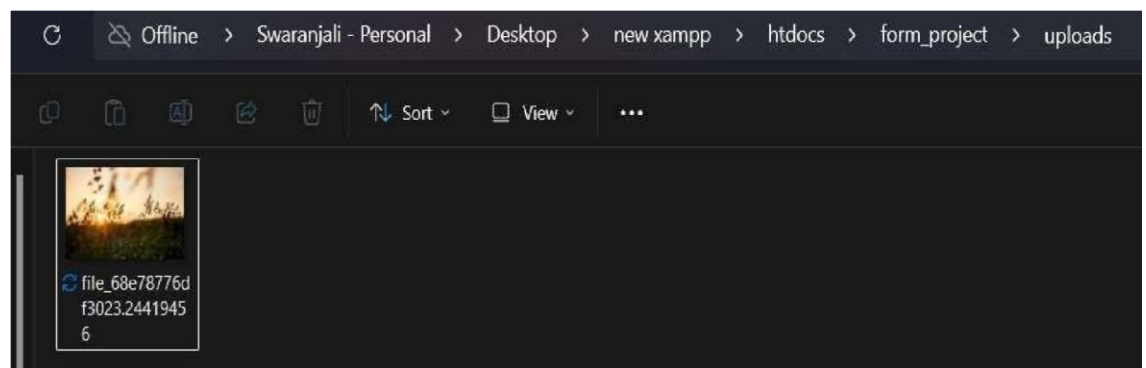 Offline > Swaranjali - Personal > Desktop > new xampp > htdocs > form_project > uploads
Sort View ...
file_68e78776d
f3023.2441945
6